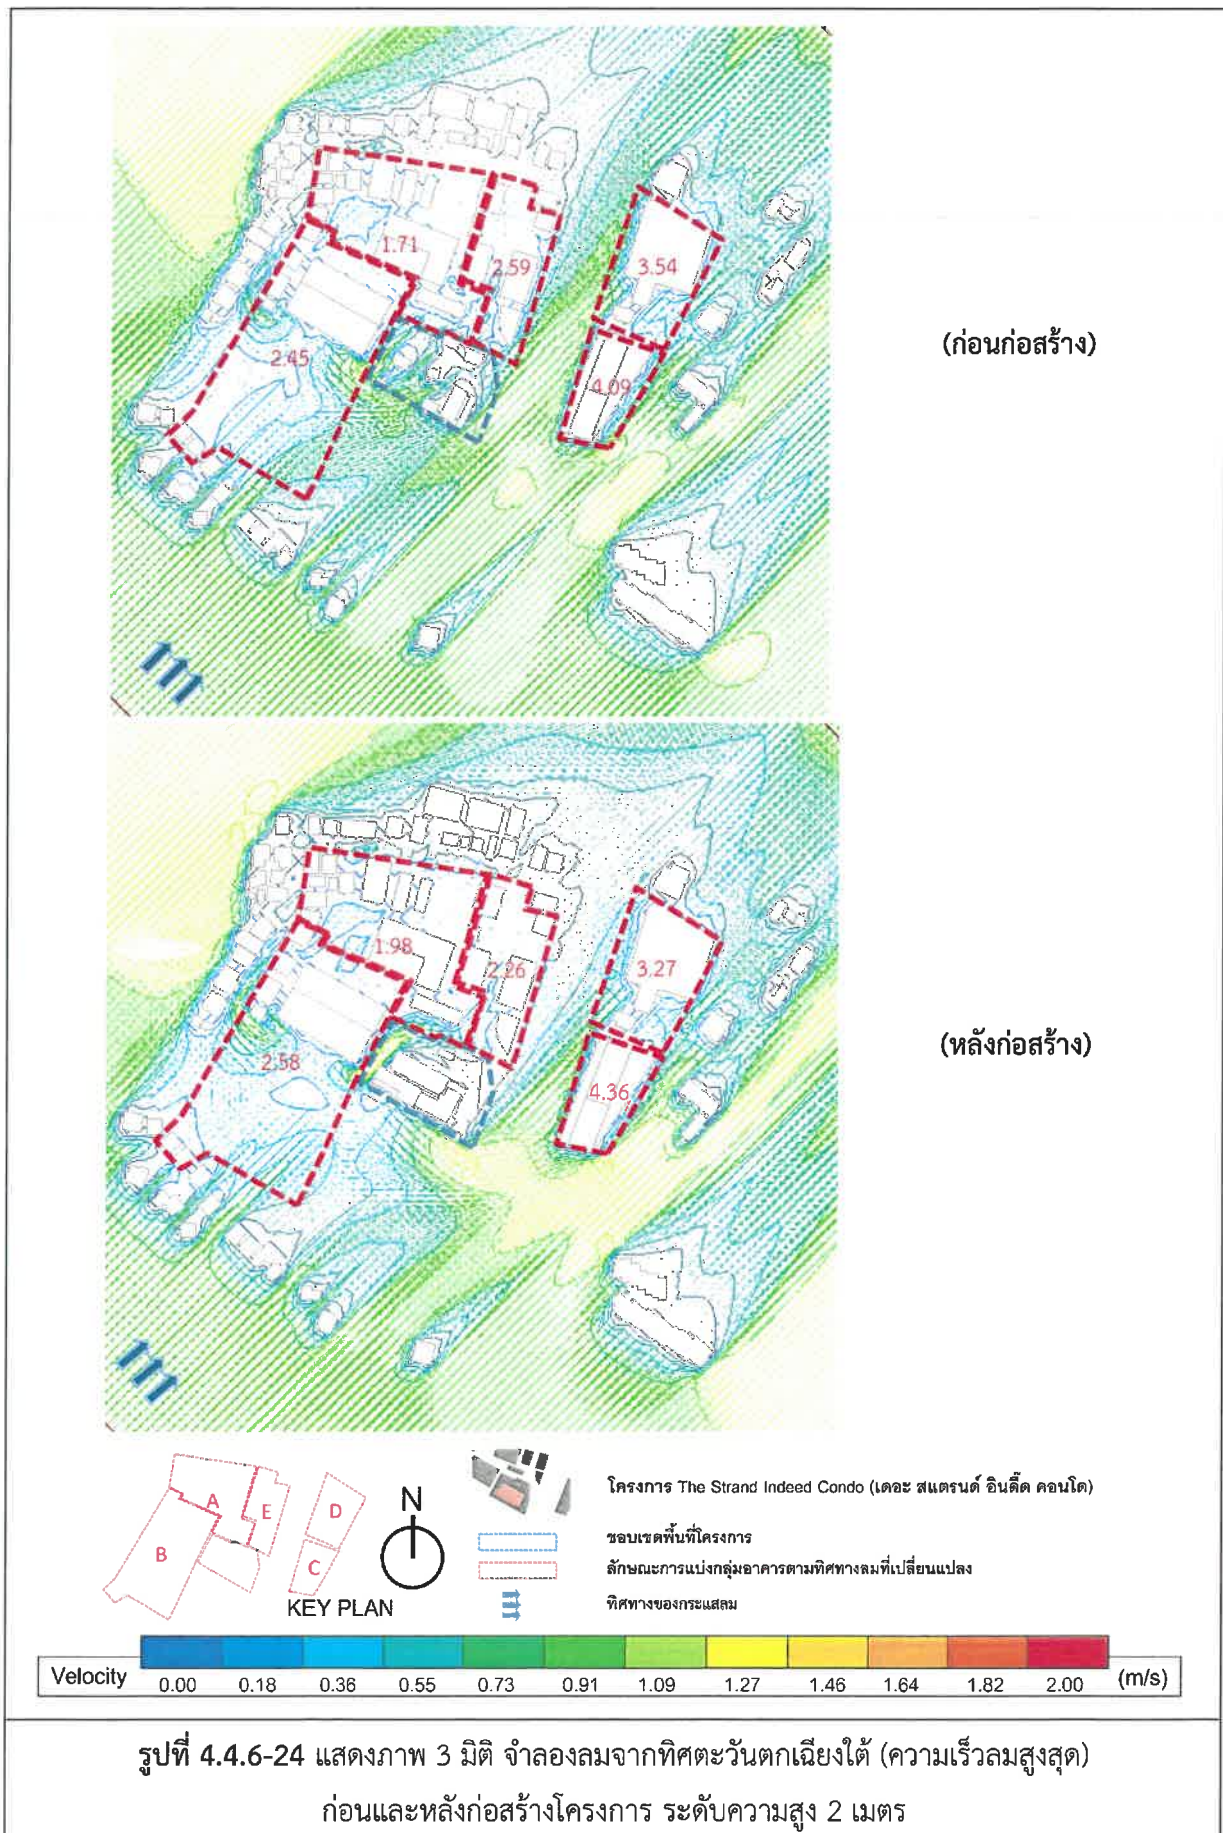 1.71
2.59
3.54
2.45
4.09
(ก่อนก่อสร้าง)
1.98
2.26
3.27
2.58
4.36
(หลังก่อสร้าง)
A
E
D
B
C
N
KEY PLAN
โครงการ The Strand Indeed Condo (เดอะ สแตรนด์ อินดี๊ด คอนโด)
ขอบเขตพื้นที่โครงการ
ลักษณะการแบ่งกลุ่มอาคารตามทิศทางลมที่เปลี่ยนแปลง
ทิศทางของกระแสลม
Velocity 0.00 0.18 0.36 0.55 0.73 0.91 1.09 1.27 1.46 1.64 1.82 2.00 (m/s)
รูปที่ 4.4.6-24 แสดงภาพ 3 มิติ จำลองลมจากทิศตะวันตกเฉียงใต้ (ความเร็วลมสูงสุด)
ก่อนและหลังก่อสร้างโครงการ ระดับความสูง 2 เมตร